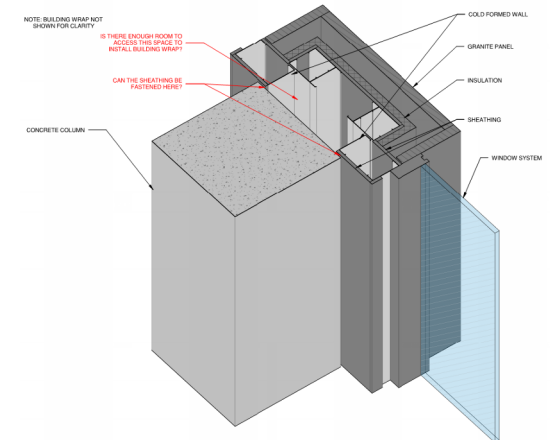 NOTE: BUILDING WRAP NOT
SHOWN FOR CLARITY
IS THERE ENOUGH ROOM TO
ACCESS THIS SPACE TO
INSTALL BUILDING WRAP?
CAN THE SHEATHING BE
FASTENED HERE?
CONCRETE COLUMN
COLD FORMED WALL
GRANITE PANEL
INSULATION
SHEATHING
WINDOW SYSTEM